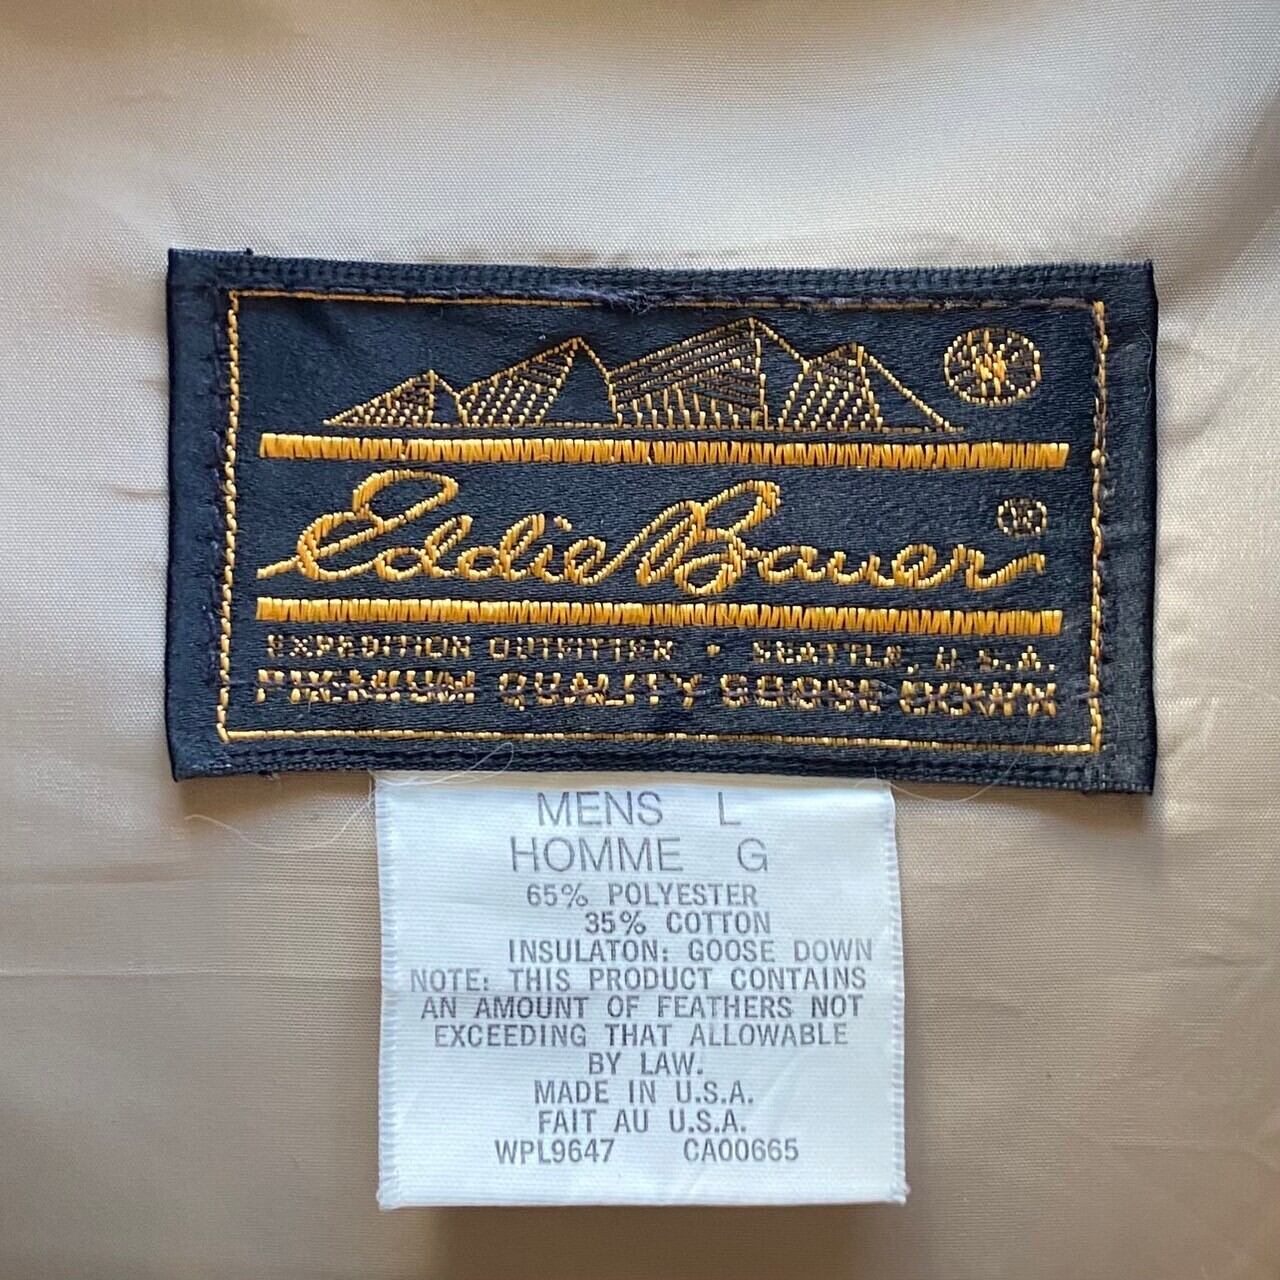 Eddie Bauer ®
EXPEDITION OUTFITTER • SEATTLE, U.S.A.
PREMIUM QUALITY GOOSE DOWN
MENS L
HOMME G
65% POLYESTER
35% COTTON
INSULATON: GOOSE DOWN
NOTE: THIS PRODUCT CONTAINS
AN AMOUNT OF FEATHERS NOT
EXCEEDING THAT ALLOWABLE
BY LAW.
MADE IN U.S.A.
FAIT AU U.S.A.
WPL9647 CA00665